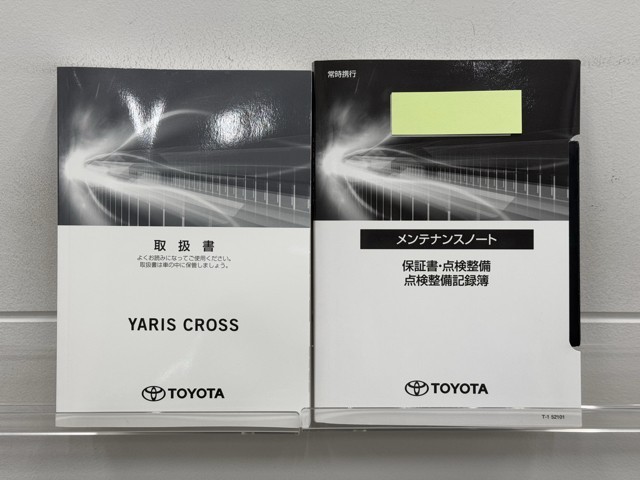 取扱書
よくお読みになってご使用ください。
取扱書は車の中に保管しましょう。
YARIS CROSS
TOYOTA
常時携行
メンテナンスノート
保証書・点検整備
点検整備記録簿
TOYOTA
T-1 52101